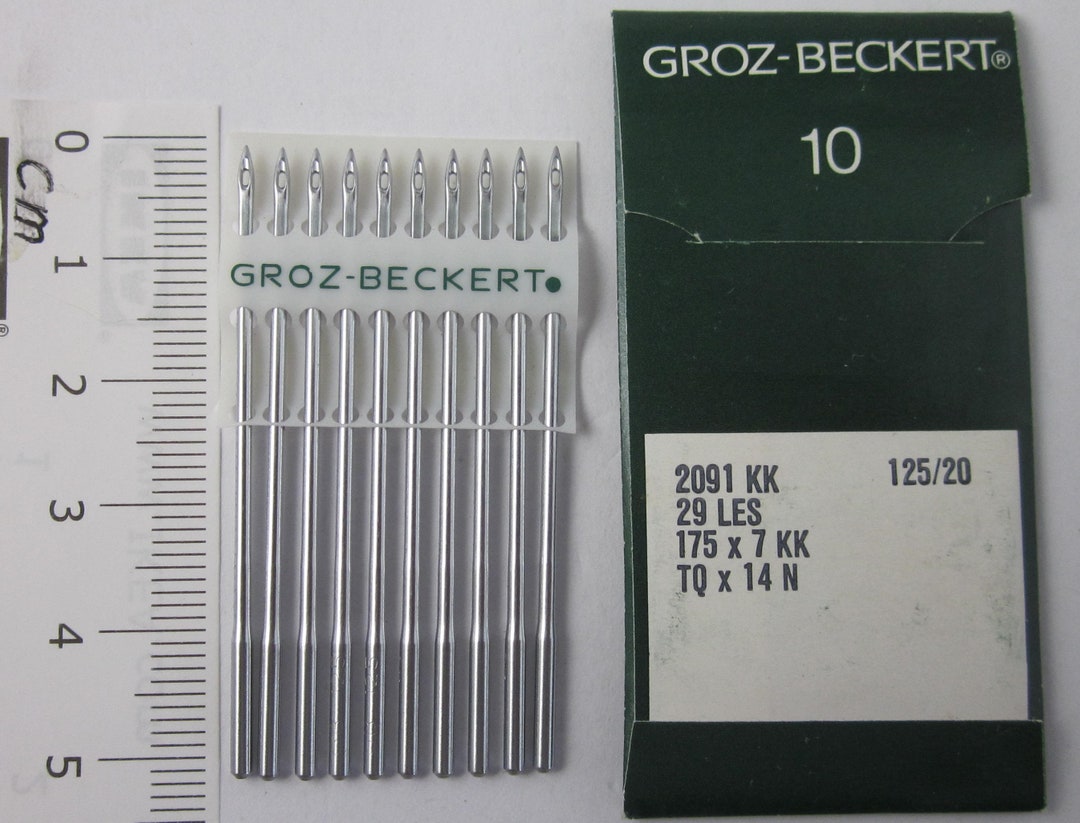 0
cm
1
2
3
4
5
®
GROZ-BECKERT
GROZ-BECKERT®
10
2091 KK 125/20
29 LES
175 x 7 KK
TQ x 14 N